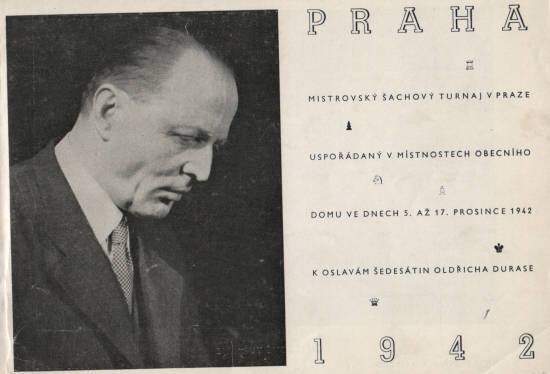 PRAHA
MISTROVSKÝ ŠACHOVÝ TURNAJ V PRAZE
USPOŘÁDANÝ V MÍSTNOSTECH OBECNÍHO
DOMU VE DNECH 5. AŽ 17. PROSINCE 1942
K OSLAVÁM ŠEDESÁTIN OLDŘICHA DURASE
1942